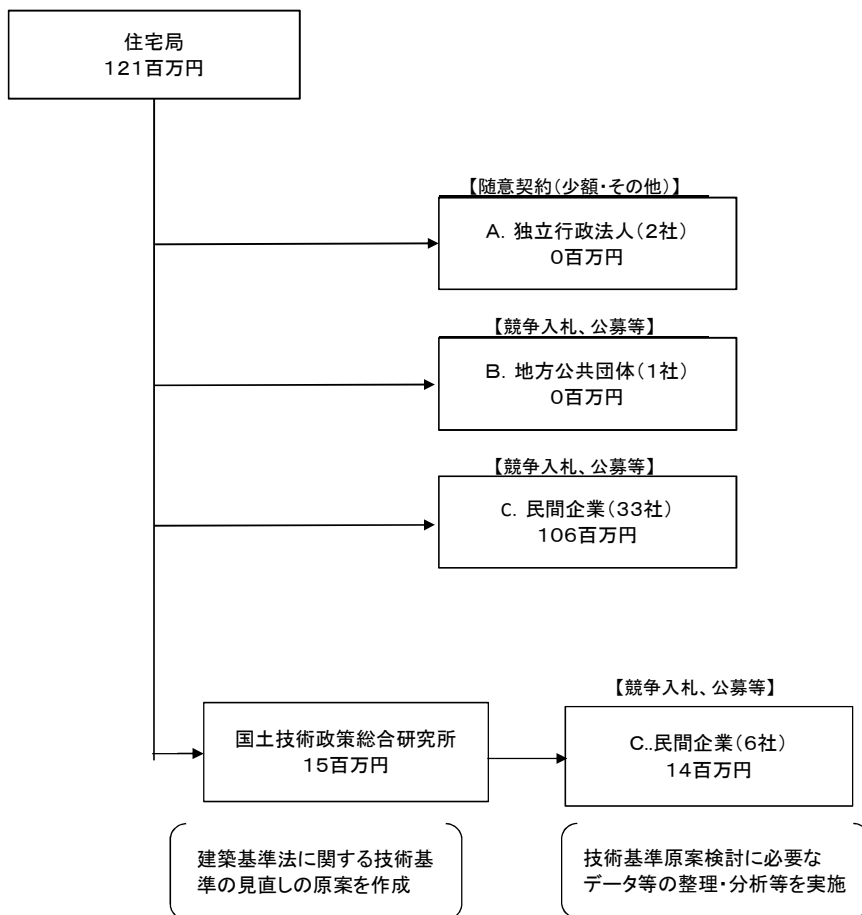 住宅局
121百万円
【随意契約(少額・その他)】
A. 独立行政法人(2社)
0百万円
【競争入札、公募等】
B. 地方公共団体(1社)
0百万円
【競争入札、公募等】
C. 民間企業(33社)
106百万円
【競争入札、公募等】
国土技術政策総合研究所
15百万円
C..民間企業(6社)
14百万円
建築基準法に関する技術基
準の見直しの原案を作成
技術基準原案検討に必要な
データ等の整理・分析等を実施